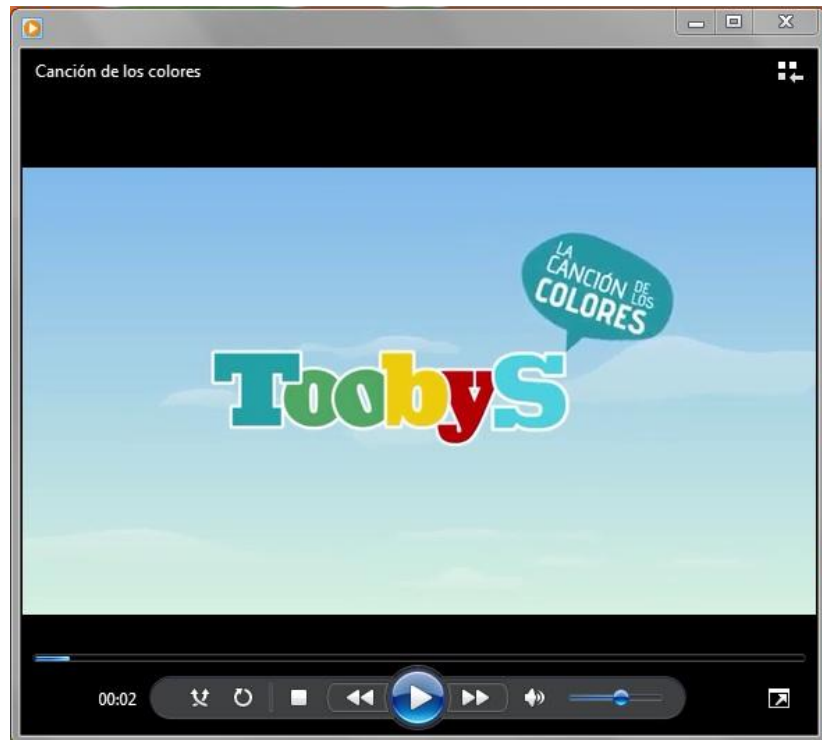 Canción de los colores
LA
CANCIÓN DE
LOS
COLORES
ToobyS
00:02